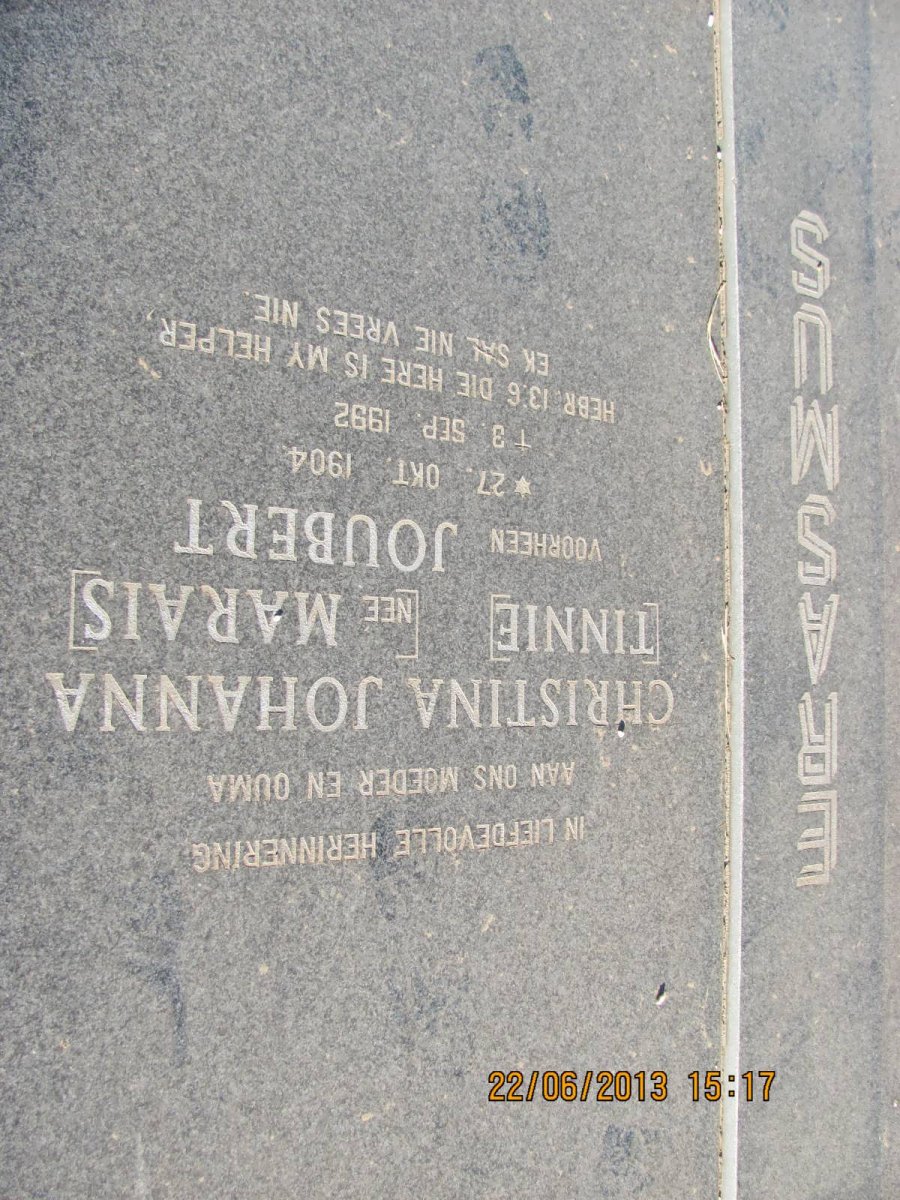 ERASMUS
IN LIEFDEVOLLE HERINNERING
AAN ONS MOEDER EN OUMA
CHRISTINA JOHANNA
[TINNIE] [NEE MARAIS]
VOORHEEN JOUBERT
* 27. OKT. 1904
† 8. SEP. 1992
HEBR. 13:6 DIE HERE IS MY HELPER,
EK SAL NIE VREES NIE.
22/06/2013 15:17